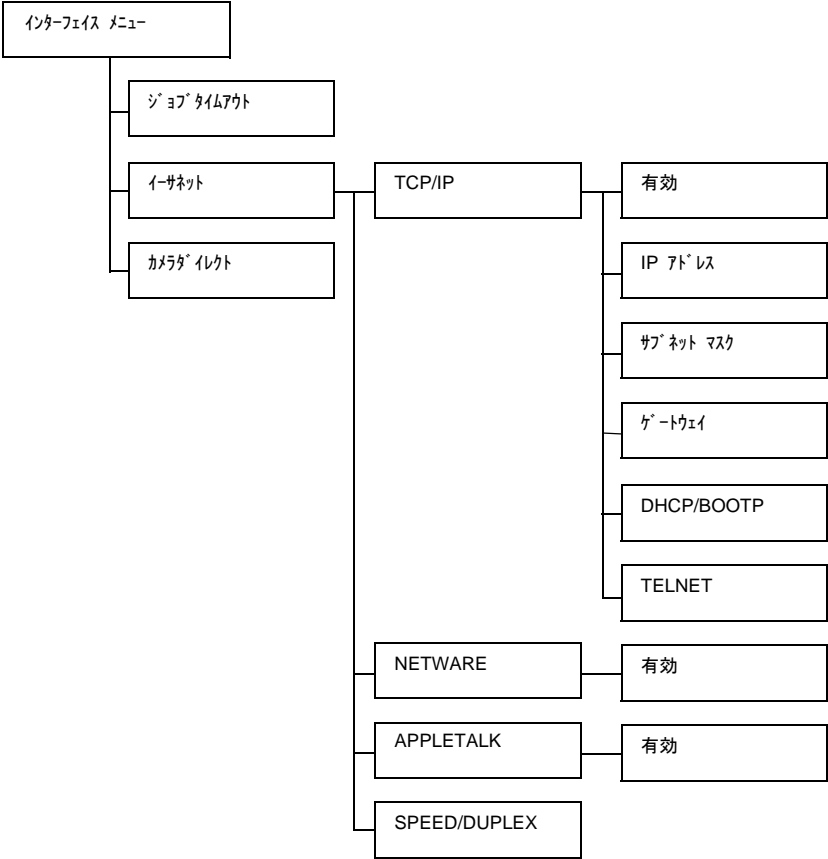 ｲﾝﾀｰﾌｪｲｽ ﾒﾆｭｰ
ｼﾞｮﾌﾞﾀｲﾑｱｳﾄ
ｲｰｻﾈｯﾄ
TCP/IP
有効
ｶﾒﾗﾀﾞｲﾚｸﾄ
IP ｱﾄﾞﾚｽ
ｻﾌﾞﾈｯﾄ ﾏｽｸ
ｹﾞｰﾄｳｪｲ
DHCP/BOOTP
TELNET
NETWARE
有効
APPLETALK
有効
SPEED/DUPLEX